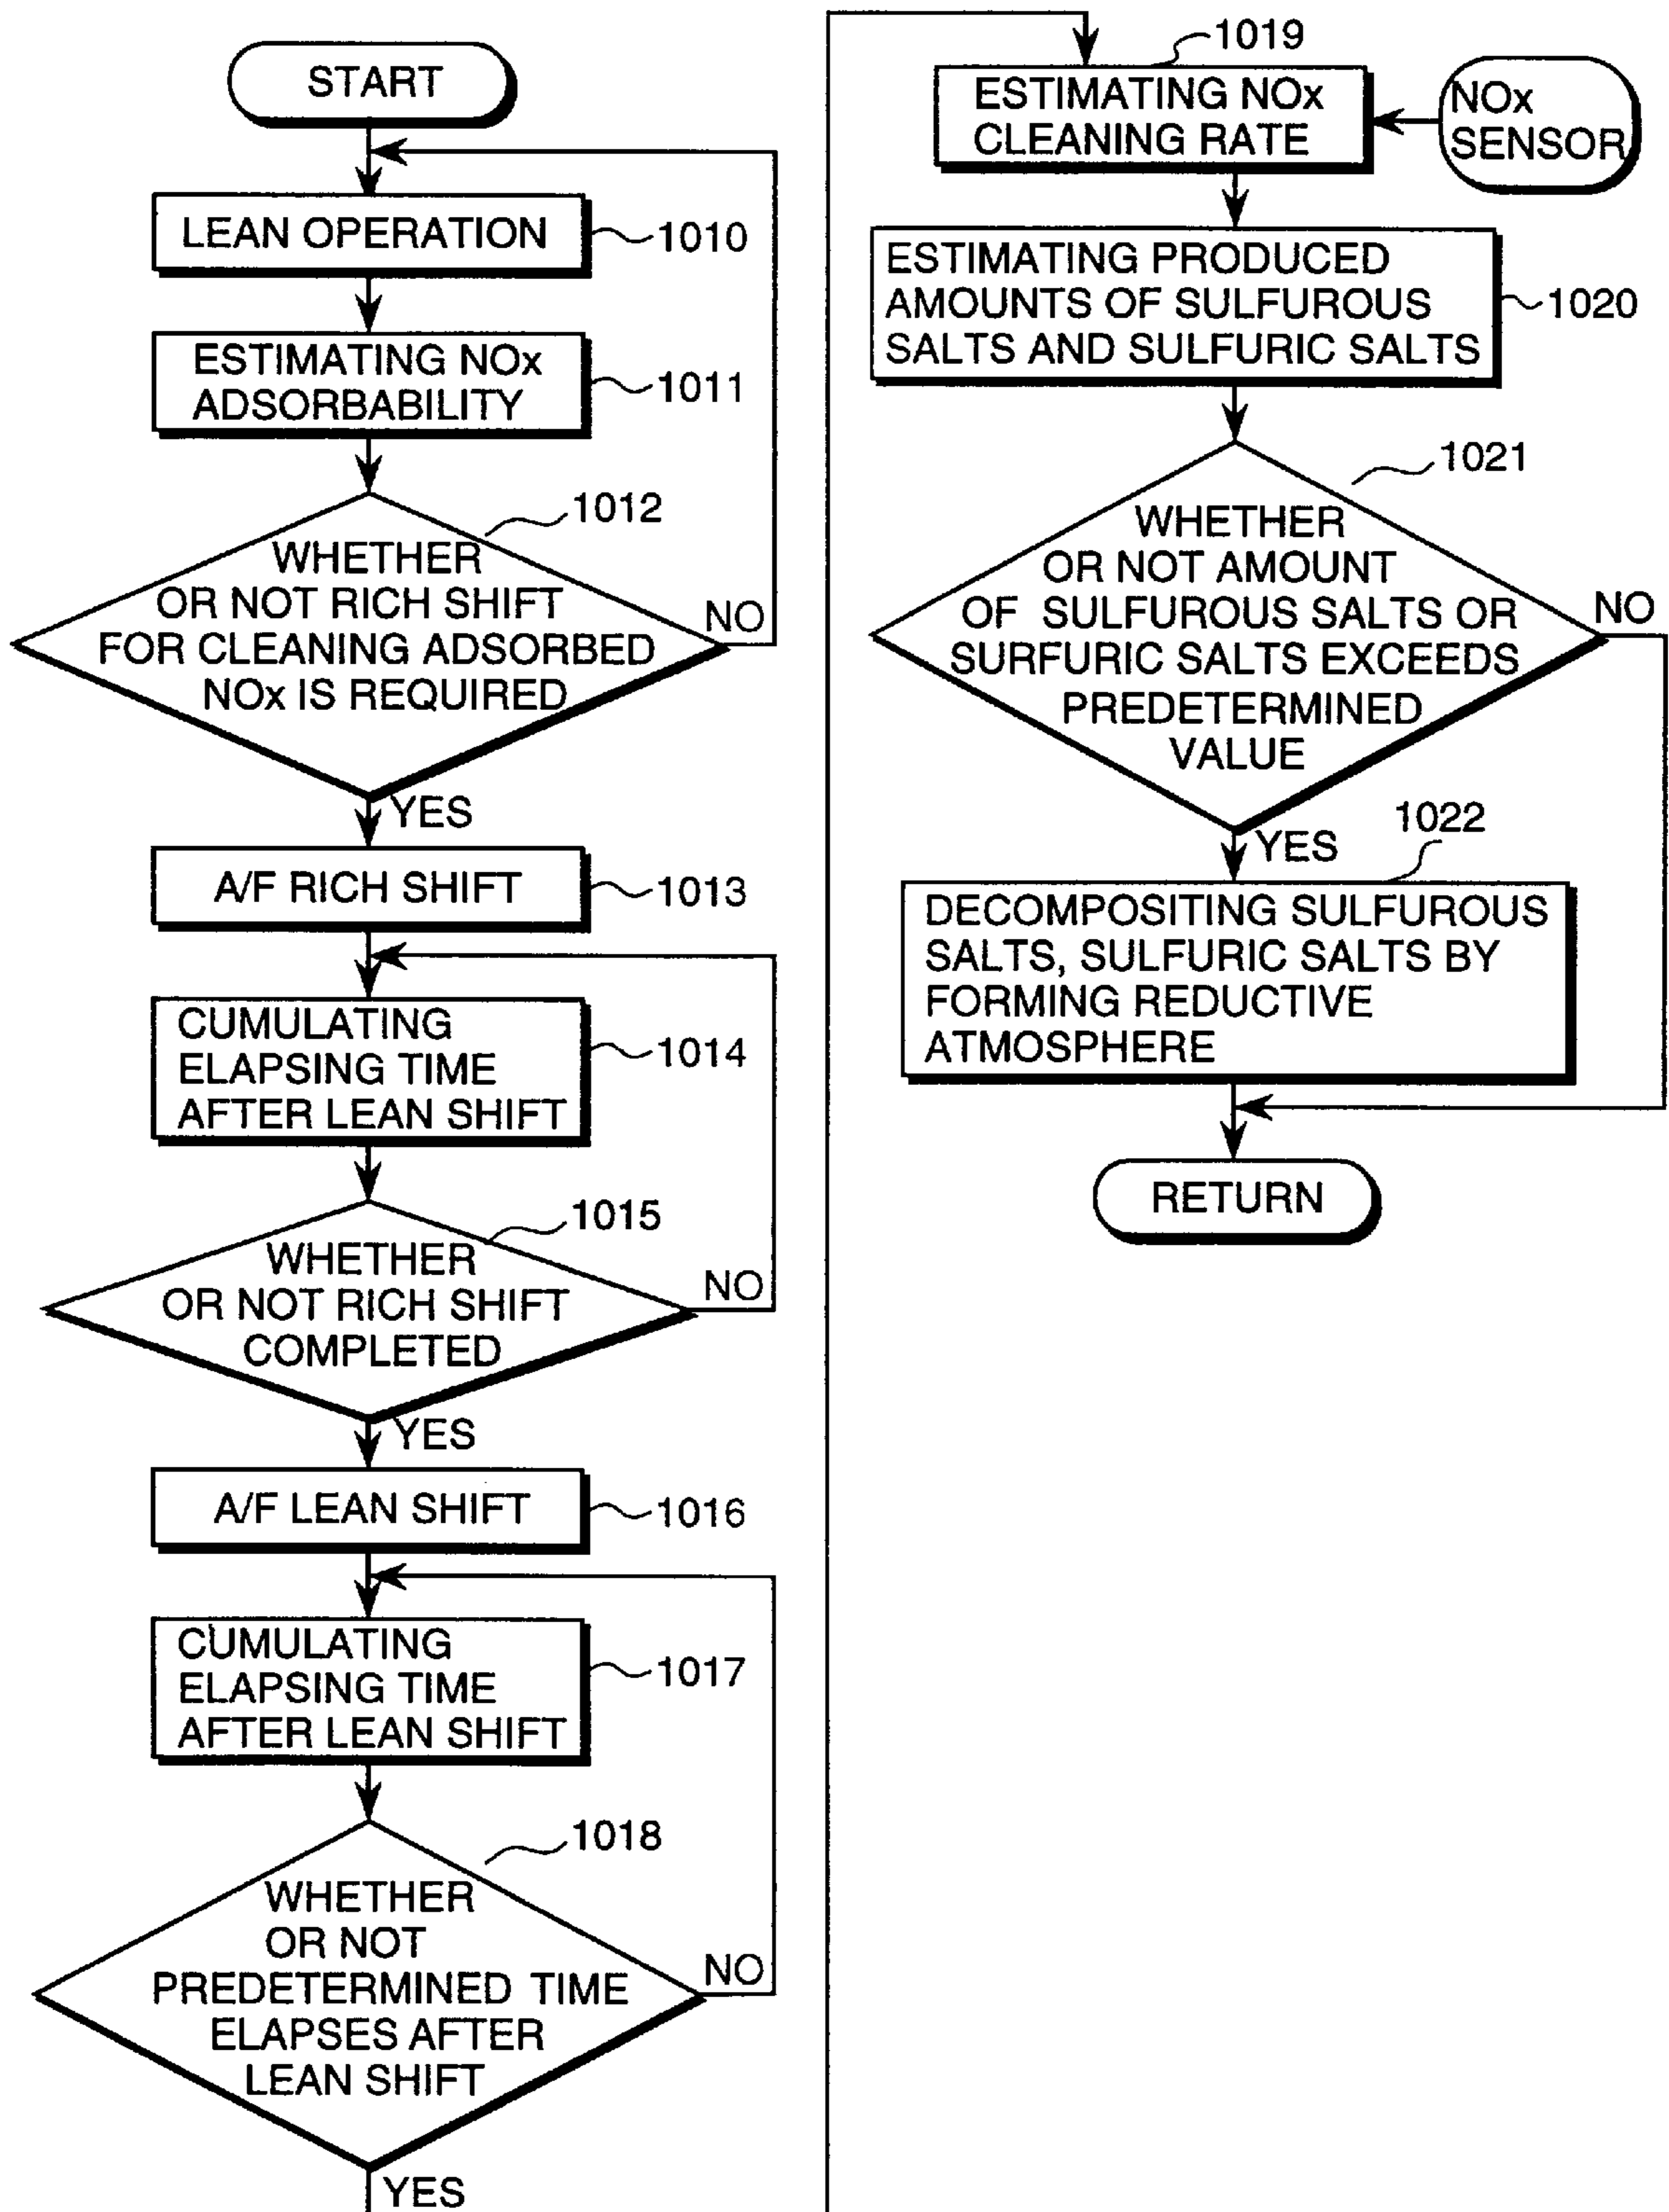 START
LEAN OPERATION
1010
ESTIMATING NOx
ADSORBABILITY
1011
1012
WHETHER
OR NOT RICH SHIFT
FOR CLEANING ADSORBED
NOx IS REQUIRED
NO
YES
A/F RICH SHIFT
1013
CUMULATING
ELAPSING TIME
AFTER LEAN SHIFT
1014
1015
WHETHER
OR NOT RICH SHIFT
COMPLETED
NO
YES
A/F LEAN SHIFT
1016
CUMULATING
ELAPSING TIME
AFTER LEAN SHIFT
1017
1018
WHETHER
OR NOT
PREDETERMINED TIME
ELAPSES AFTER
LEAN SHIFT
NO
YES
1019
ESTIMATING NOx
CLEANING RATE
NOx
SENSOR
ESTIMATING PRODUCED
AMOUNTS OF SULFUROUS
SALTS AND SULFURIC SALTS
1020
1021
WHETHER
OR NOT AMOUNT
OF SULFUROUS SALTS OR
SURFURIC SALTS EXCEEDS
PREDETERMINED
VALUE
NO
YES
1022
DECOMPOSITING SULFUROUS
SALTS, SULFURIC SALTS BY
FORMING REDUCTIVE
ATMOSPHERE
RETURN